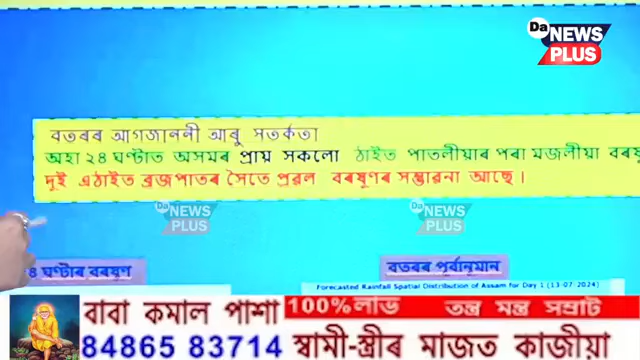 Da NEWS PLUS
বতৰৰ আগজাননী আৰু সতৰ্কতা
অহা ২৪ ঘণ্টাত অসমৰ প্ৰায় সকলো ঠাইত পাতলীয়াৰ পৰা মজলীয়া বৰষু
দুই এঠাইত ব্ৰজপাতৰ সৈতে প্ৰৱল বৰষুণৰ সম্ভাৱনা আছে।
Da NEWS PLUS
Da NEWS PLUS
৪ ঘণ্টাৰ বৰষুণ
বতৰৰ পূৰ্বানুমান
Forecasted Rainfall Spatial Distribution of Assam for Day 1 (13-07-2024)
বাবা কমাল পাশা
100%লাভ তন্ত্ৰ মন্ত্ৰ সম্ৰাট
84865 83714
স্বামী-স্ত্ৰীৰ মাজত কাজীয়া